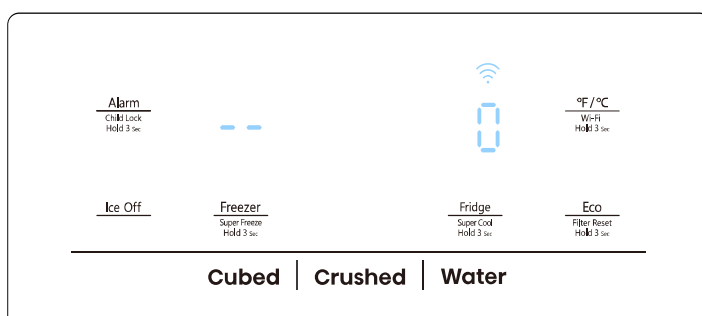 Alarm
Child Lock
Hold 3 Sec
-- 0
°F/°C
Wi-Fi
Hold 3 Sec
Ice Off
Freezer
Super Freeze
Hold 3 Sec
Fridge
Super Cool
Hold 3 Sec
Eco
Filter Reset
Hold 3 Sec
Cubed | Crushed | Water